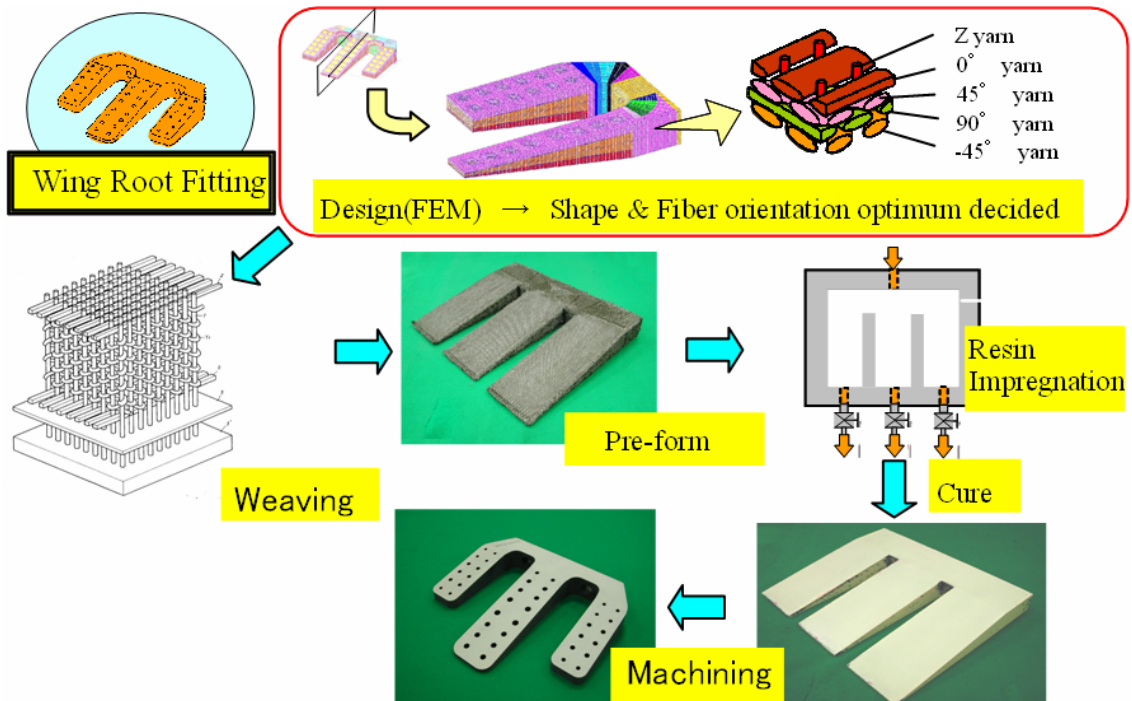 Wing Root Fitting
Z yarn
0° yarn
45° yarn
90° yarn
-45° yarn
Design(FEM) → Shape & Fiber orientation optimum decided
Weaving
Pre-form
Resin
Impregnation
Cure
Machining